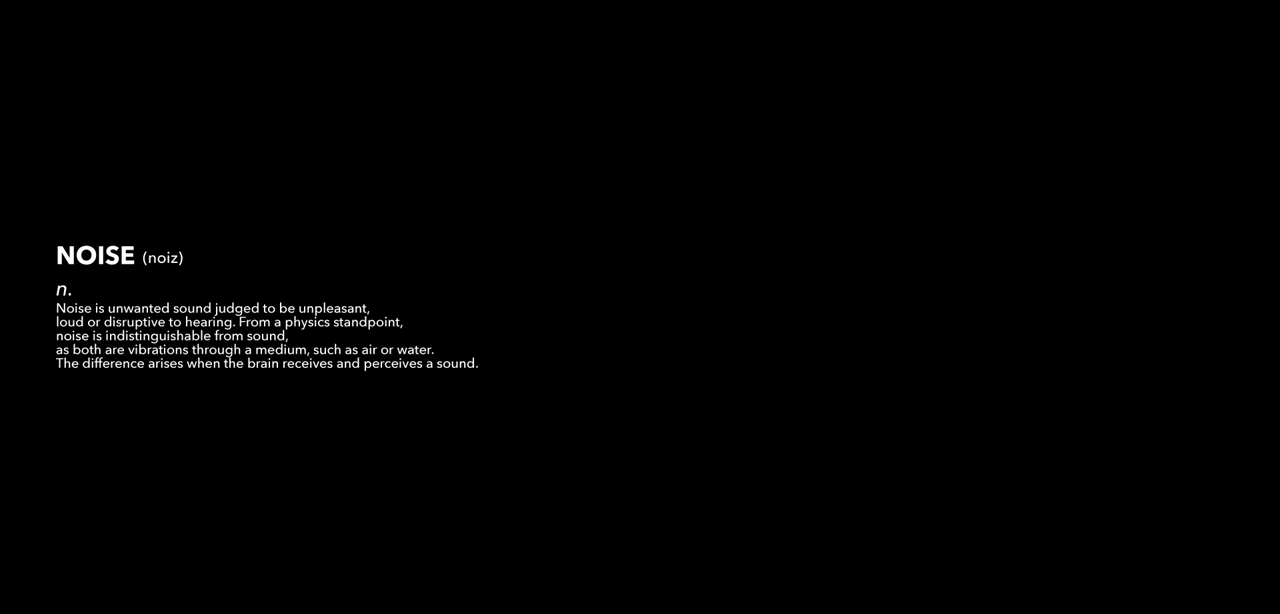 NOISE (noiz)
n.
Noise is unwanted sound judged to be unpleasant,
loud or disruptive to hearing. From a physics standpoint,
noise is indistinguishable from sound,
as both are vibrations through a medium, such as air or water.
The difference arises when the brain receives and perceives a sound.